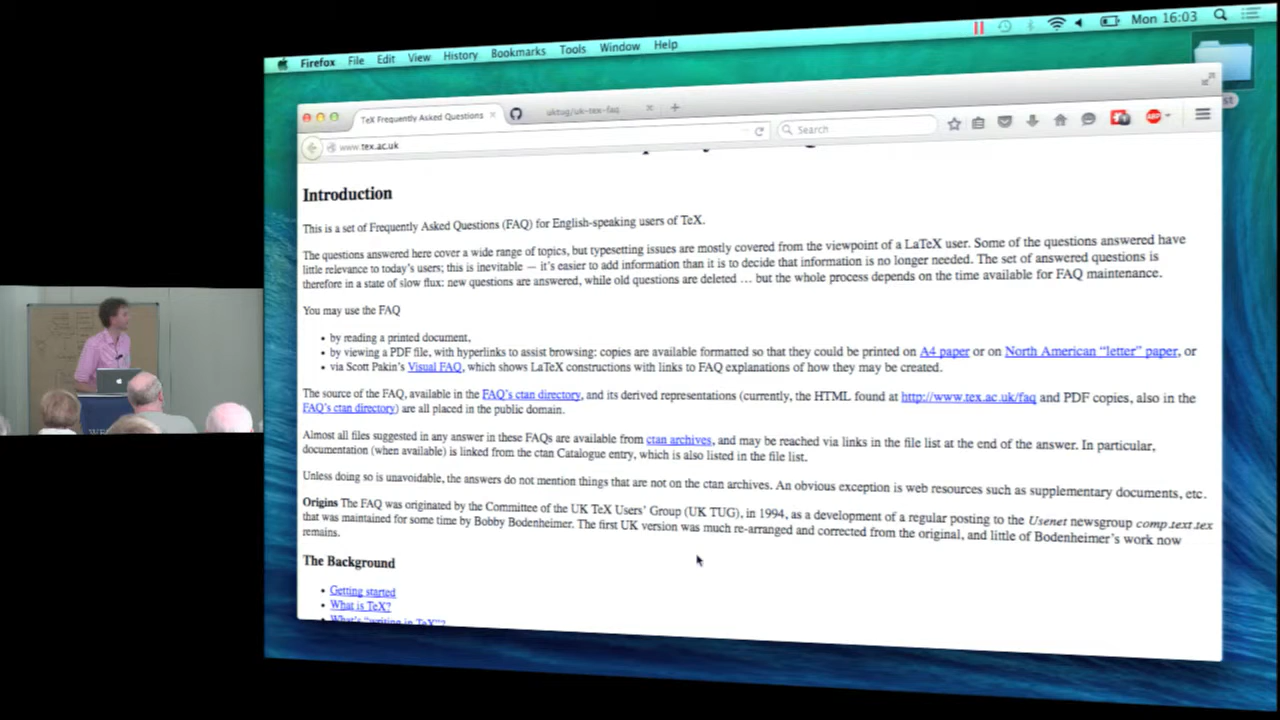 Firefox File Edit View History Bookmarks Tools Window Help Mon 16:03
TeX Frequently Asked Questions uktug/uk-tex-faq
www.tex.ac.uk Search ABP
Introduction
This is a set of Frequently Asked Questions (FAQ) for English-speaking users of TeX.
The questions answered here cover a wide range of topics, but typesetting issues are mostly covered from the viewpoint of a LaTeX user. Some of the questions answered have
little relevance to today's users; this is inevitable — it's easier to add information than it is to decide that information is no longer needed. The set of answered questions is
therefore in a state of slow flux: new questions are answered, while old questions are deleted … but the whole process depends on the time available for FAQ maintenance.
You may use the FAQ
• by reading a printed document,
• by viewing a PDF file, with hyperlinks to assist browsing: copies are available formatted so that they could be printed on A4 paper or on North American “letter” paper, or
• via Scott Pakin's Visual FAQ, which shows LaTeX constructions with links to FAQ explanations of how they may be created.
The source of the FAQ, available in the FAQ's ctan directory, and its derived representations (currently, the HTML found at http://www.tex.ac.uk/faq and PDF copies, also in the
FAQ's ctan directory) are all placed in the public domain.
Almost all files suggested in any answer in these FAQs are available from ctan archives, and may be reached via links in the file list at the end of the answer. In particular,
documentation (when available) is linked from the ctan Catalogue entry, which is also listed in the file list.
Unless doing so is unavoidable, the answers do not mention things that are not on the ctan archives. An obvious exception is web resources such as supplementary documents, etc.
Origins The FAQ was originated by the Committee of the UK TeX Users' Group (UK TUG), in 1994, as a development of a regular posting to the Usenet newsgroup comp.text.tex
that was maintained for some time by Bobby Bodenheimer. The first UK version was much re-arranged and corrected from the original, and little of Bodenheimer's work now
remains.
The Background
• Getting started
• What is TeX?
• What's “writing in TeX”?